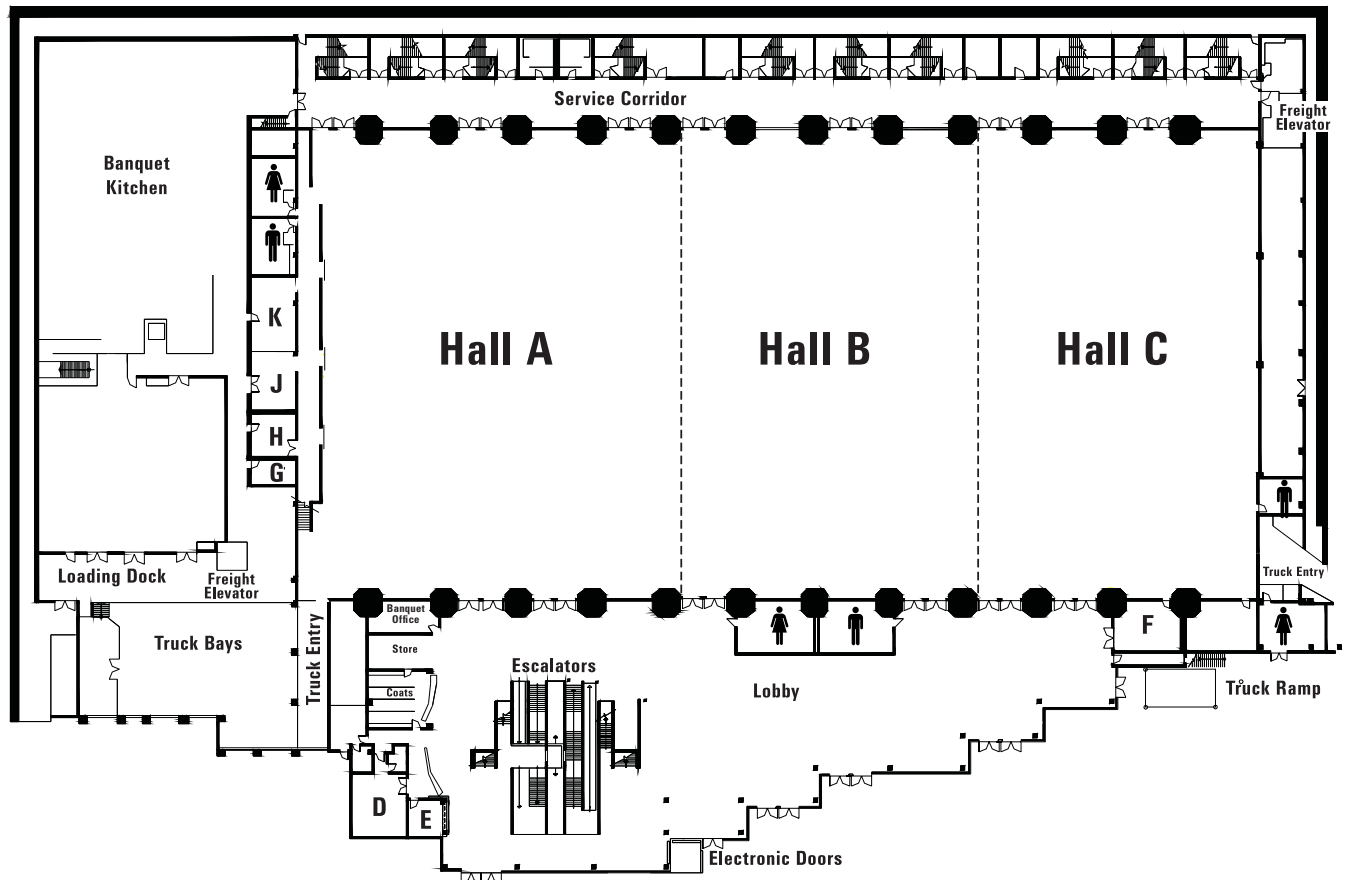 Service Corridor
Freight
Elevator
Banquet
Kitchen
K
Hall A
Hall B
Hall C
J
H
G
Loading Dock
Freight
Elevator
Truck Entry
Truck Bays
Truck Entry
Banquet
Office
Store
Coats
Escalators
Lobby
F
Truck Ramp
D
E
Electronic Doors